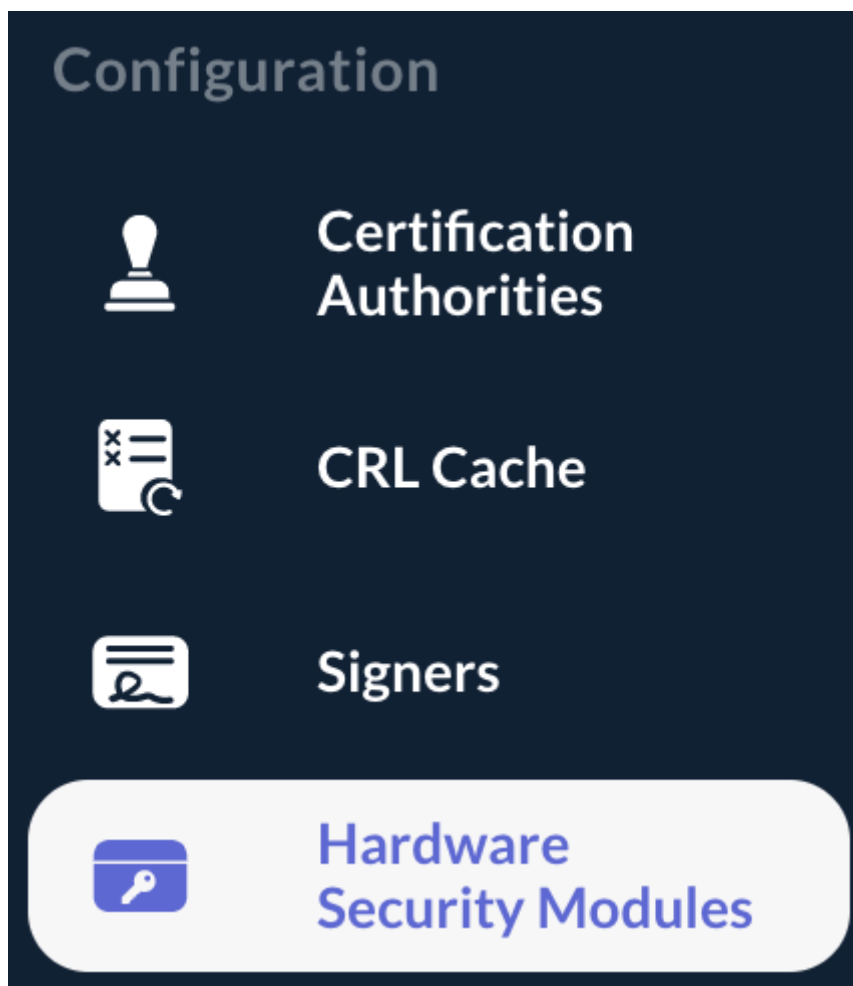 Configuration
Certification
Authorities
CRL Cache
Signers
Hardware
Security Modules